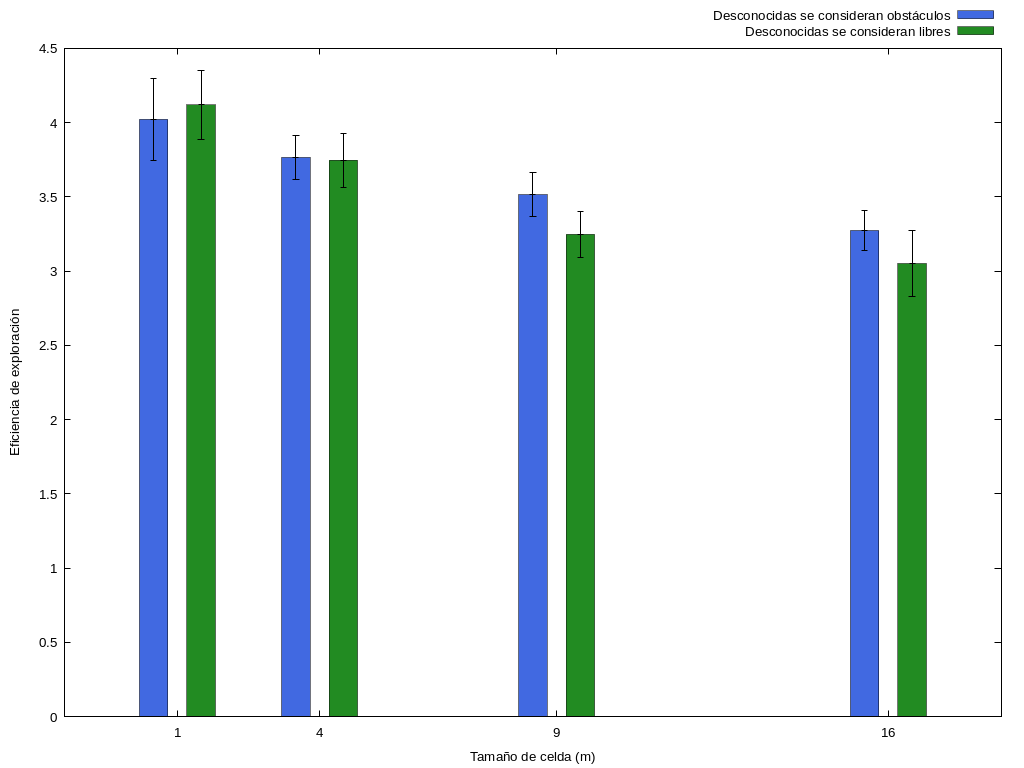 Desconocidas se consideran obstáculos
Desconocidas se consideran libres
4.5
4
3.5
3
2.5
2
1.5
1
0.5
0
Eficiencia de exploración
1 4 9 16
Tamaño de celda (m)